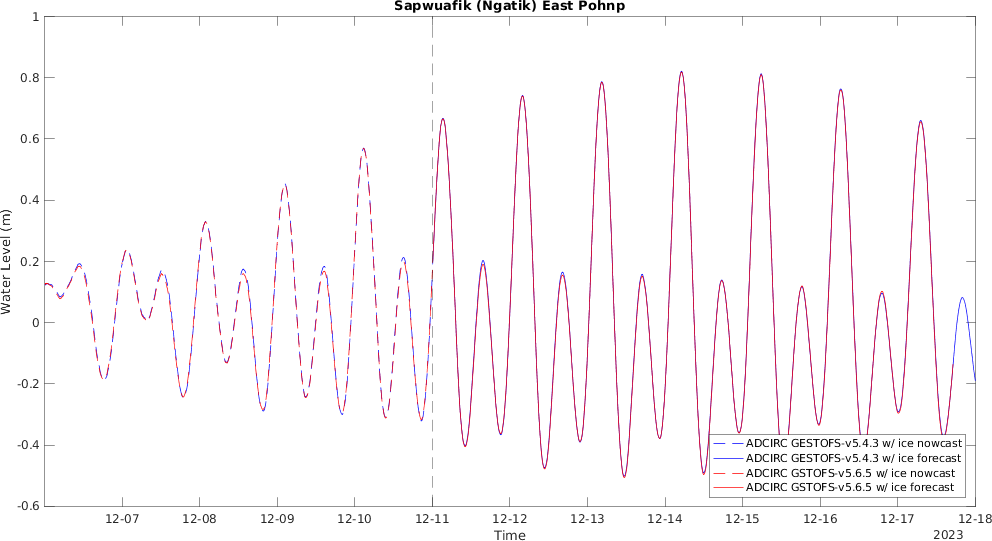 Sapwuafik (Ngatik) East Pohnp
Water Level (m)
1
0.8
0.6
0.4
0.2
0
-0.2
-0.4
-0.6
ADCIRC GESTOFS-v5.4.3 w/ ice nowcast
ADCIRC GESTOFS-v5.4.3 w/ ice forecast
ADCIRC GSTOFS-v5.6.5 w/ ice nowcast
ADCIRC GSTOFS-v5.6.5 w/ ice forecast
12-07 12-08 12-09 12-10 12-11 12-12 12-13 12-14 12-15 12-16 12-17 12-18
Time
2023